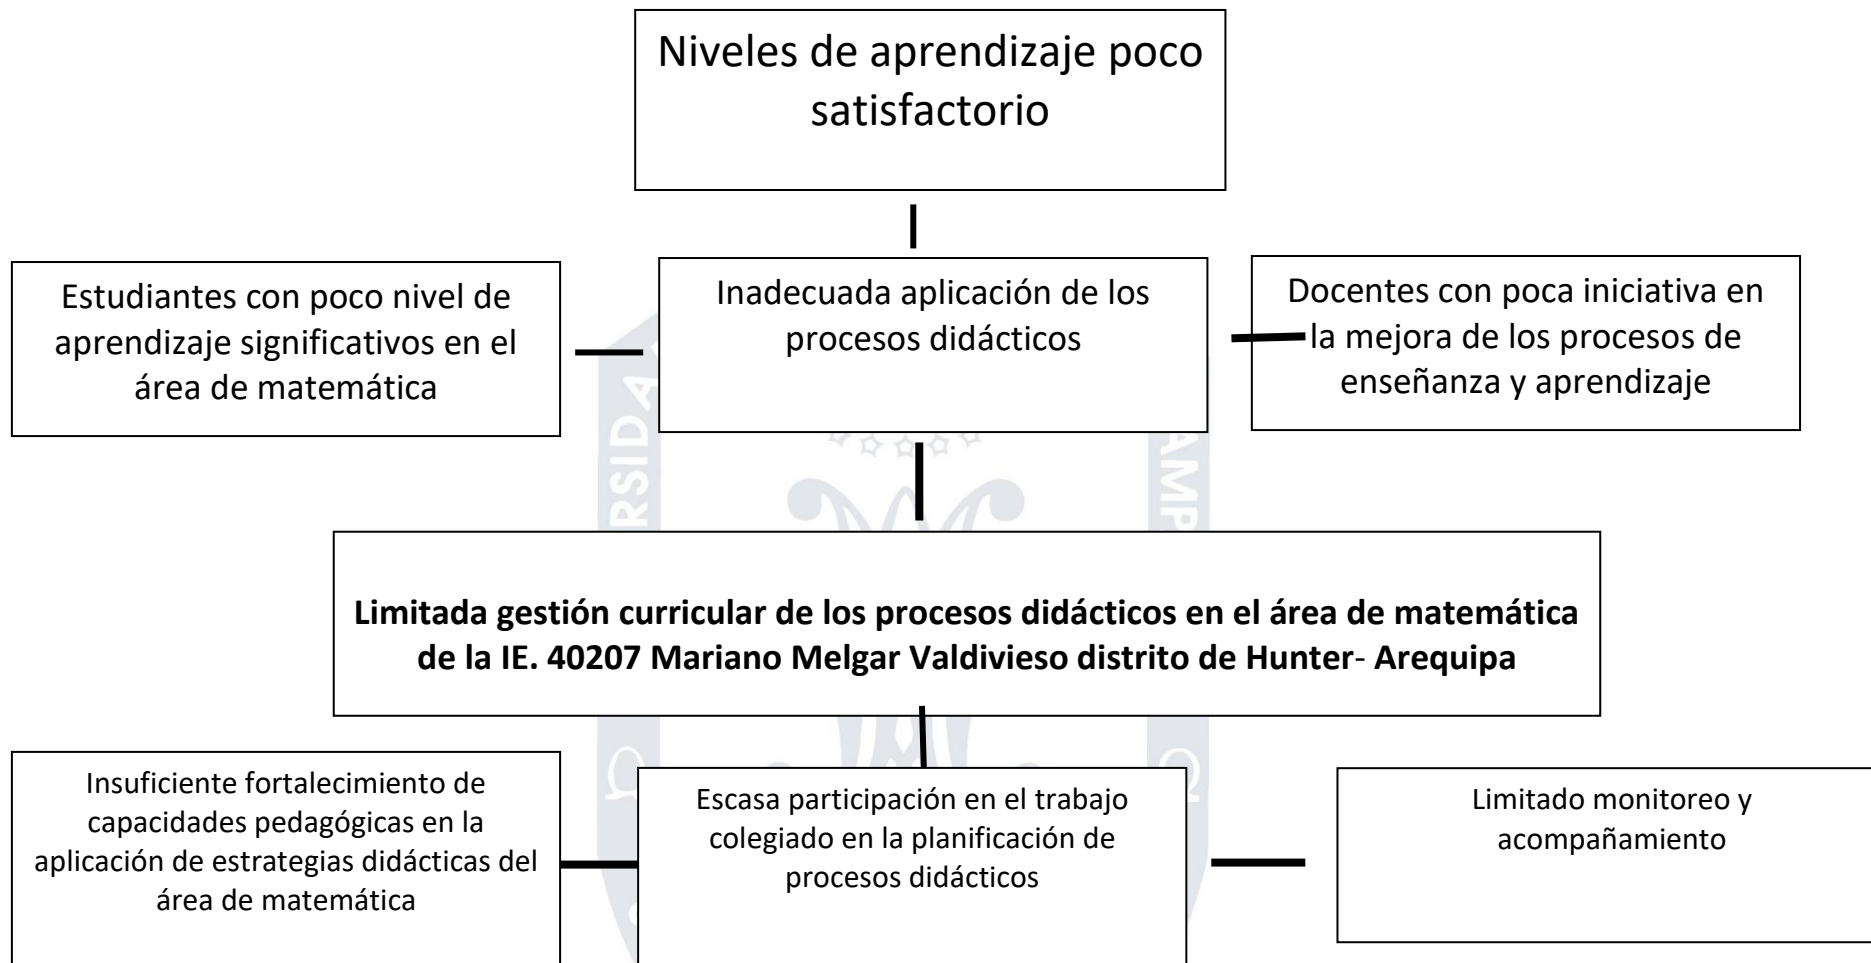 Niveles de aprendizaje poco
satisfactorio
Estudiantes con poco nivel de
aprendizaje significativos en el
área de matemática
Inadecuada aplicación de los
procesos didácticos
Docentes con poca iniciativa en
la mejora de los procesos de
enseñanza y aprendizaje
RSIDA
AMP
Limitada gestión curricular de los procesos didácticos en el área de matemática
de la IE. 40207 Mariano Melgar Valdivieso distrito de Hunter- Arequipa
Insuficiente fortalecimiento de
capacidades pedagógicas en la
aplicación de estrategias didácticas del
área de matemática
Escasa participación en el trabajo
colegiado en la planificación de
procesos didácticos
Limitado monitoreo y
acompañamiento